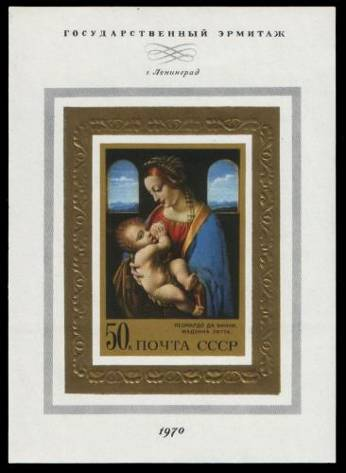 ГОСУДАРСТВЕННЫЙ ЭРМИТАЖ
г. Ленинград
ЛЕОНАРДО ДА ВИНЧИ.
МАДОННА ЛИТТА.
50к ПОЧТА СССР
1970